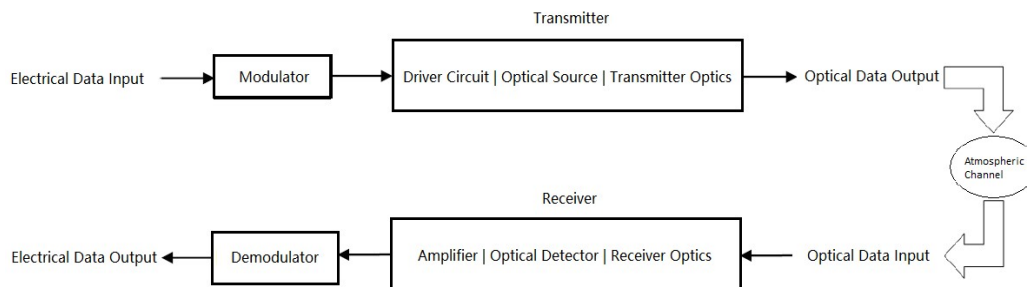 Transmitter
Electrical Data Input
Modulator
Driver Circuit | Optical Source | Transmitter Optics
Optical Data Output
Atmospheric
Channel
Receiver
Electrical Data Output
Demodulator
Amplifier | Optical Detector | Receiver Optics
Optical Data Input